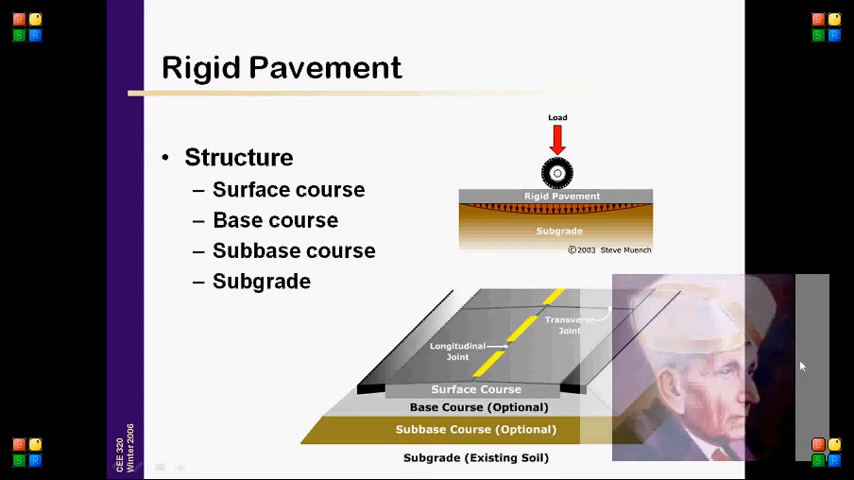 Rigid Pavement
• Structure
– Surface course
– Base course
– Subbase course
– Subgrade
Load
Rigid Pavement
Subgrade
©2003 Steve Muench
Transverse
Joint
Longitudinal
Joint
Surface Course
Base Course (Optional)
Subbase Course (Optional)
Subgrade (Existing Soil)
CEE 320
Winter 2006
B
S R
B
S R
B
S R
B
S R